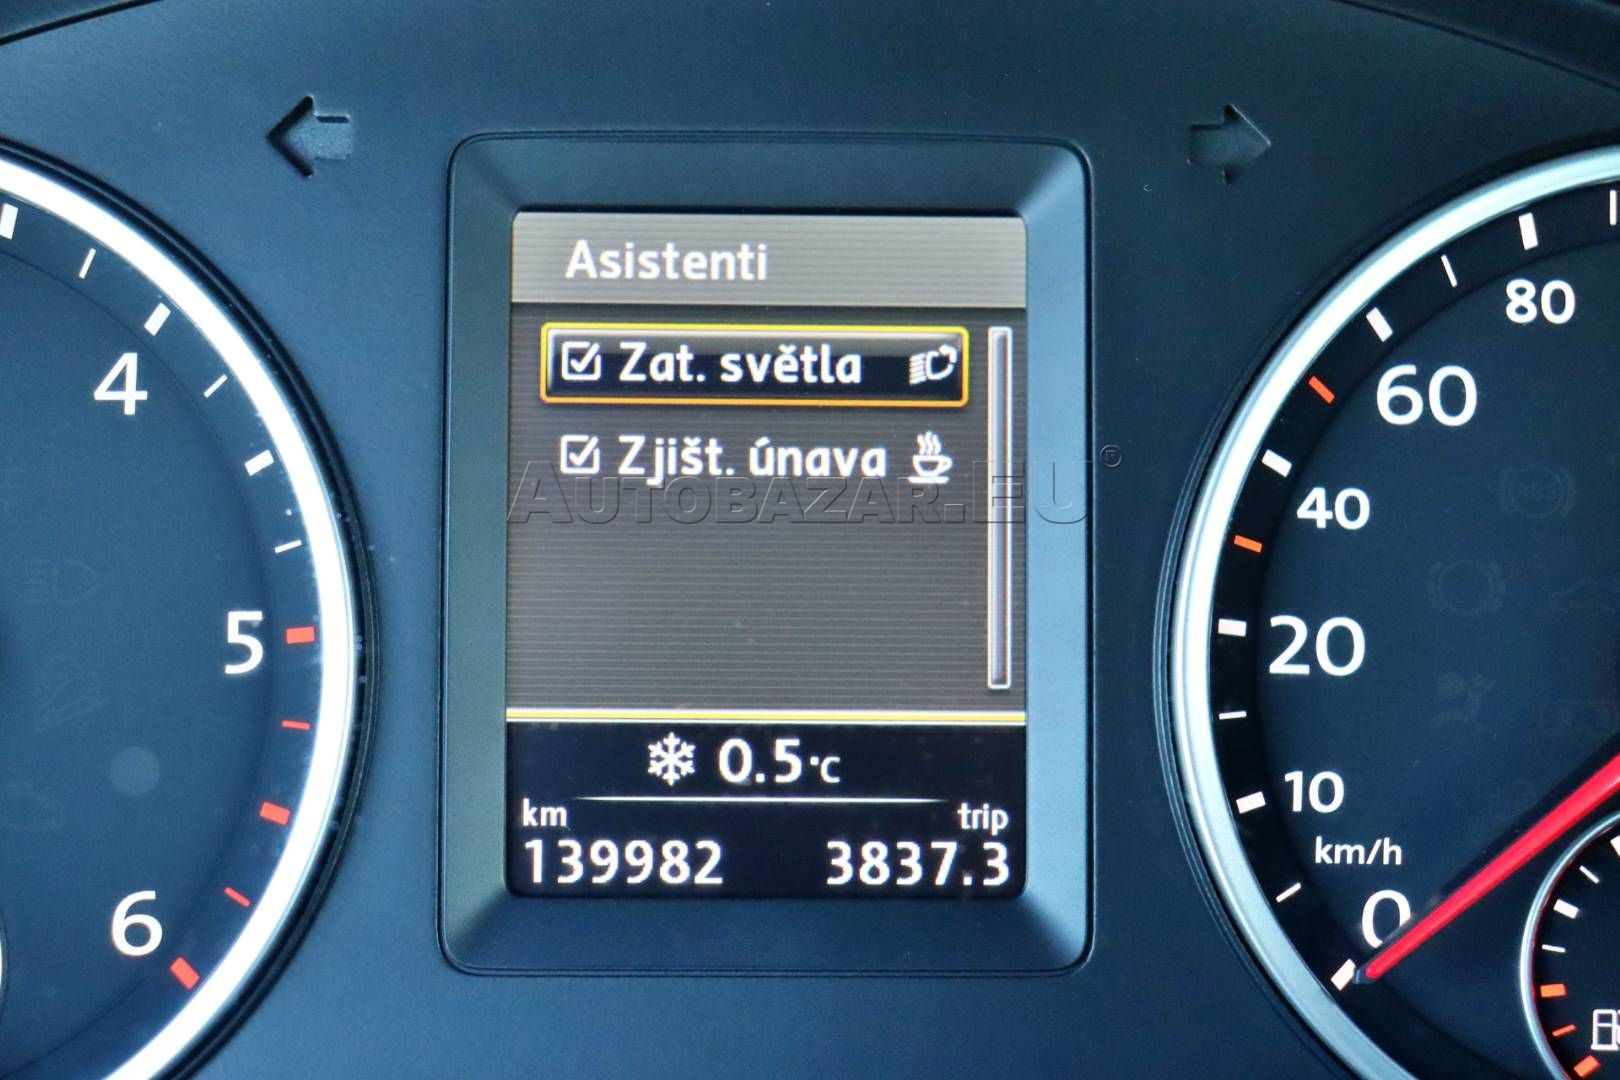 Asistenti
Zat. světla
Zjišt. únava
AUTOBAZAR.EU®
0.5°C
km trip
139982 3837.3
4
5
6
80
60
40
20
10
km/h
0